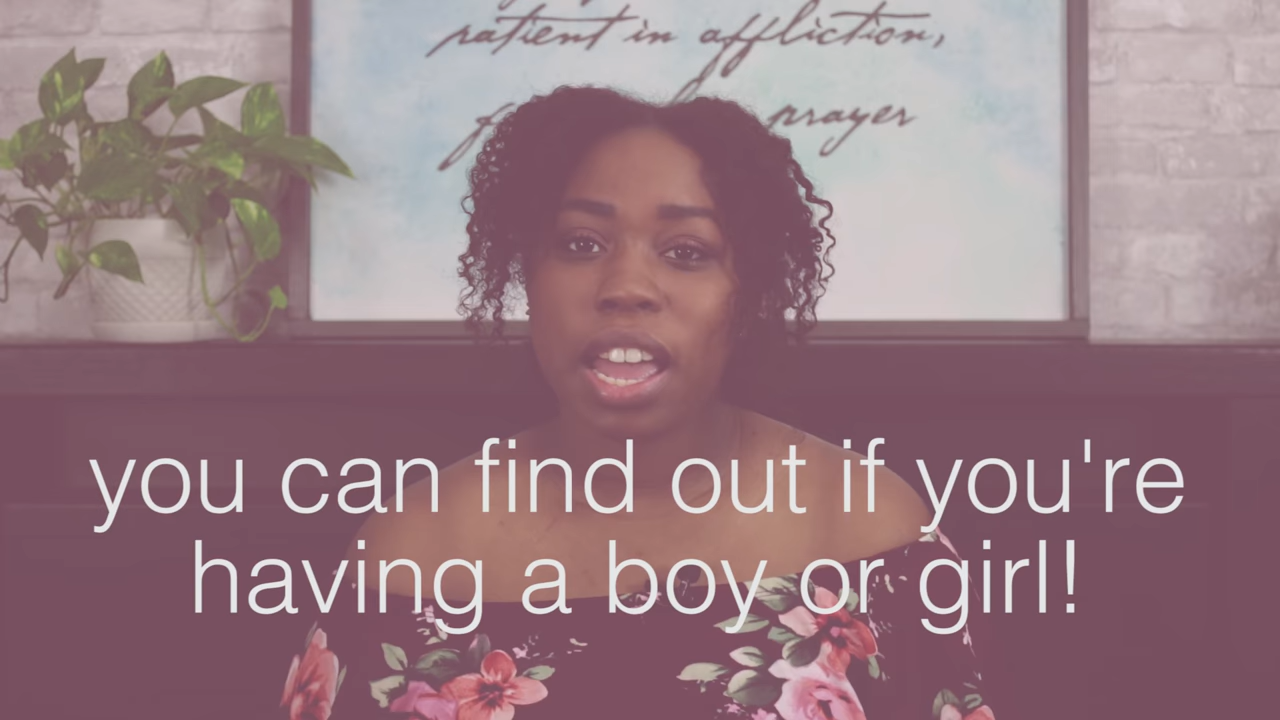 patient in affliction,
prayer
you can find out if you're
having a boy or girl!